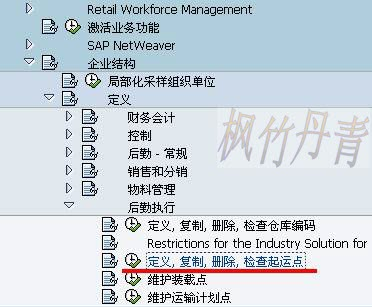 Retail Workforce Management
激活业务功能
SAP NetWeaver
企业结构
局部化采样组织单位
定义
财务会计
控制
后勤 - 常规
销售和分销
物料管理
后勤执行
定义, 复制, 删除, 检查仓库编码
Restrictions for the Industry Solution for
定义, 复制, 删除, 检查起运点
维护装载点
维护运输计划点
枫竹丹青